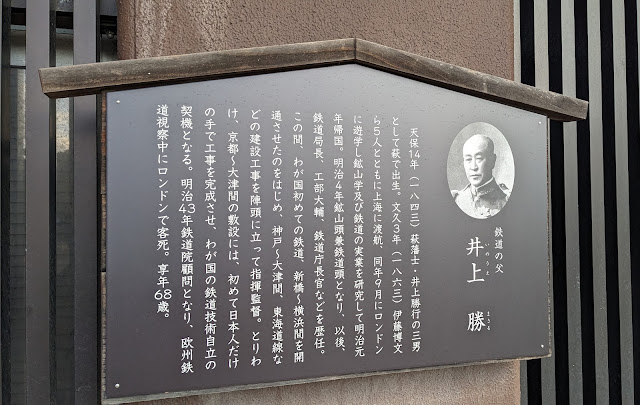 鉄道の父
井上 勝
いのうえ まさる
天保14年(一八四三)萩藩士・井上勝行の三男
として萩で出生。文久3年(一八六三)伊藤博文
ら5人とともに上海に渡航、同年9月にロンドン
に遊学し鉱山学及び鉄道の実業を研究して明治元
年帰国。明治4年鉱山頭兼鉄道頭となり、以後、
鉄道局長、工部大輔、鉄道庁長官などを歴任。
この間、わが国初めての鉄道、新橋〜横浜間を開
通させたのをはじめ、神戸〜大津間、東海道線な
どの建設工事を陣頭に立って指揮監督。とりわ
け、京都〜大津間の敷設には、初めて日本人だけ
の手で工事を完成させ、わが国の鉄道技術自立の
契機となる。明治43年鉄道院顧問となり、欧州鉄
道視察中にロンドンで客死。享年68歳。